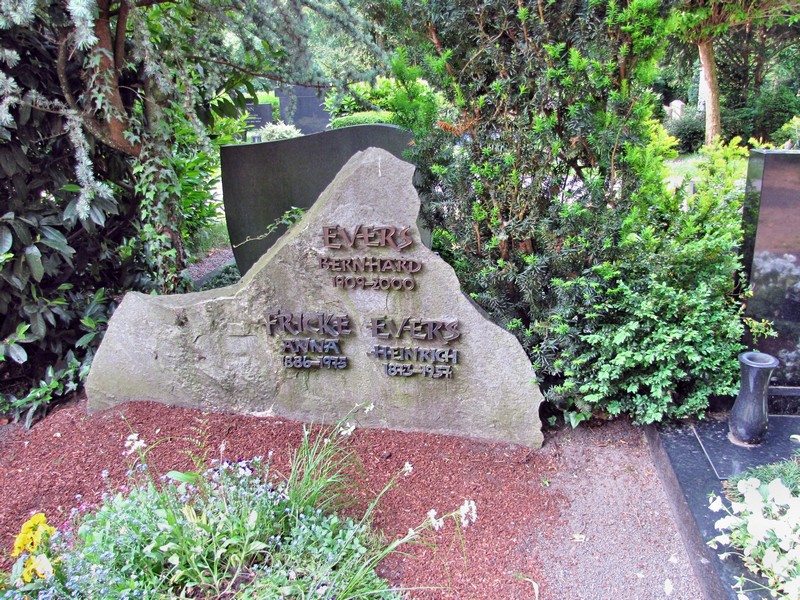 EVERS
BERNHARD
1909-2000
FRICKE
ANNA
1886-1975
EVERS
HEINRICH
1873-1957